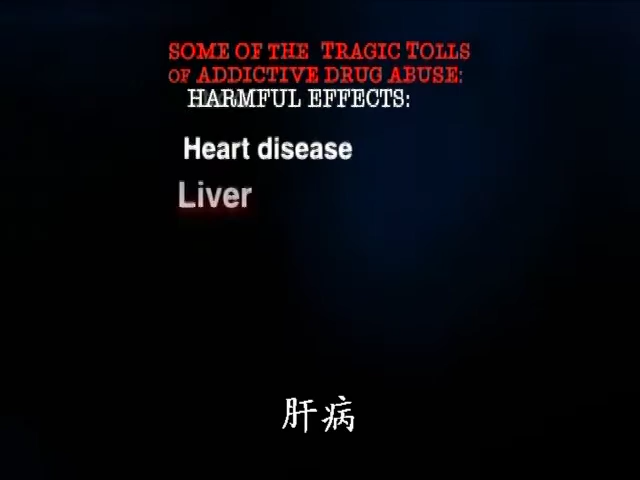 SOME OF THE TRAGIC TOLLS
OF ADDICTIVE DRUG ABUSE:
HARMFUL EFFECTS:
Heart disease
Liver
肝病